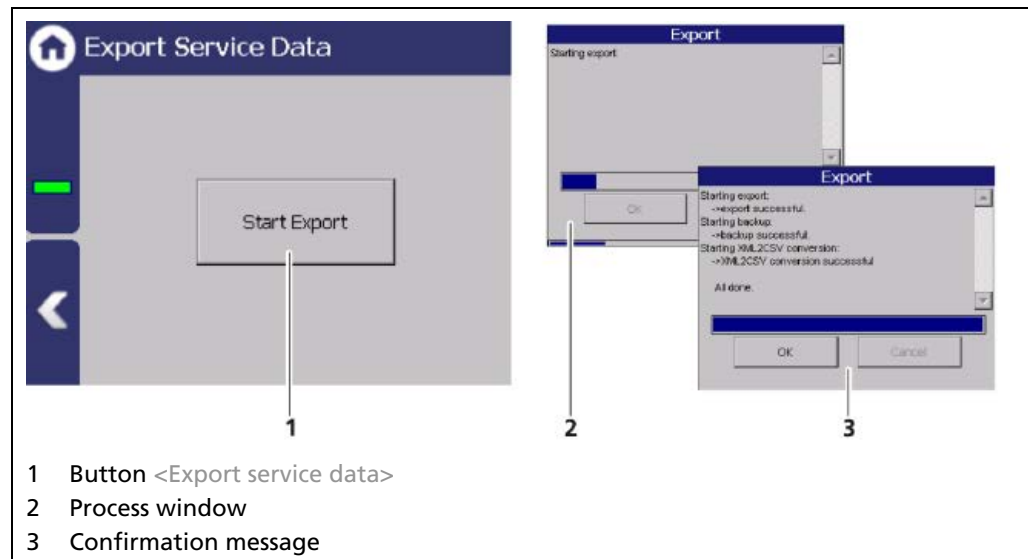 Export Service Data
Start Export
Export
Starting export
OK
Export
Starting export:
->export successful.
Starting backup:
->backup successful.
Starting XML2CSV conversion:
->XML2CSV conversion successful
All done.
OK Cancel
1 2 3
1 Button <Export service data>
2 Process window
3 Confirmation message